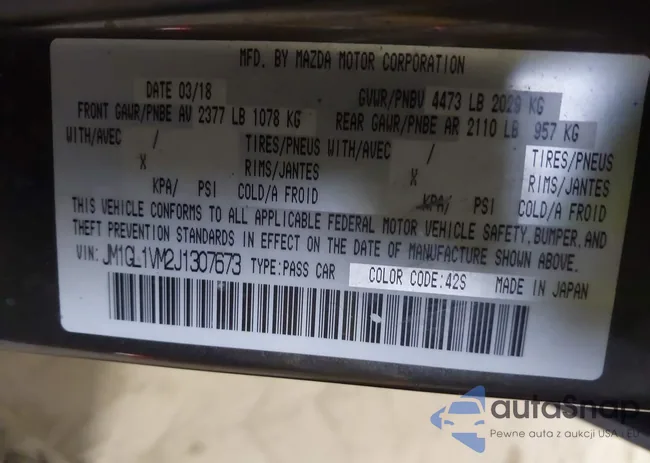 MFD. BY MAZDA MOTOR CORPORATION
DATE 03/18 GVWR/PNBV 4473 LB 2029 KG
FRONT GAWR/PNBE AV 2377 LB 1078 KG REAR GAWR/PNBE AR 2110 LB 957 KG
WITH/AVEC / TIRES/PNEUS WITH/AVEC / TIRES/PNEUS
X RIMS/JANTES X RIMS/JANTES
KPA/ PSI COLD/A FROID KPA/ PSI COLD/A FROID
THIS VEHICLE CONFORMS TO ALL APPLICABLE FEDERAL MOTOR VEHICLE SAFETY, BUMPER, AND
THEFT PREVENTION STANDARDS IN EFFECT ON THE DATE OF MANUFACTURE SHOWN ABOVE.
VIN: JM1GL1VM2J1307673 TYPE:PASS CAR COLOR CODE:42S MADE IN JAPAN
autoSnap
Pewne auta z aukcji USA i EU